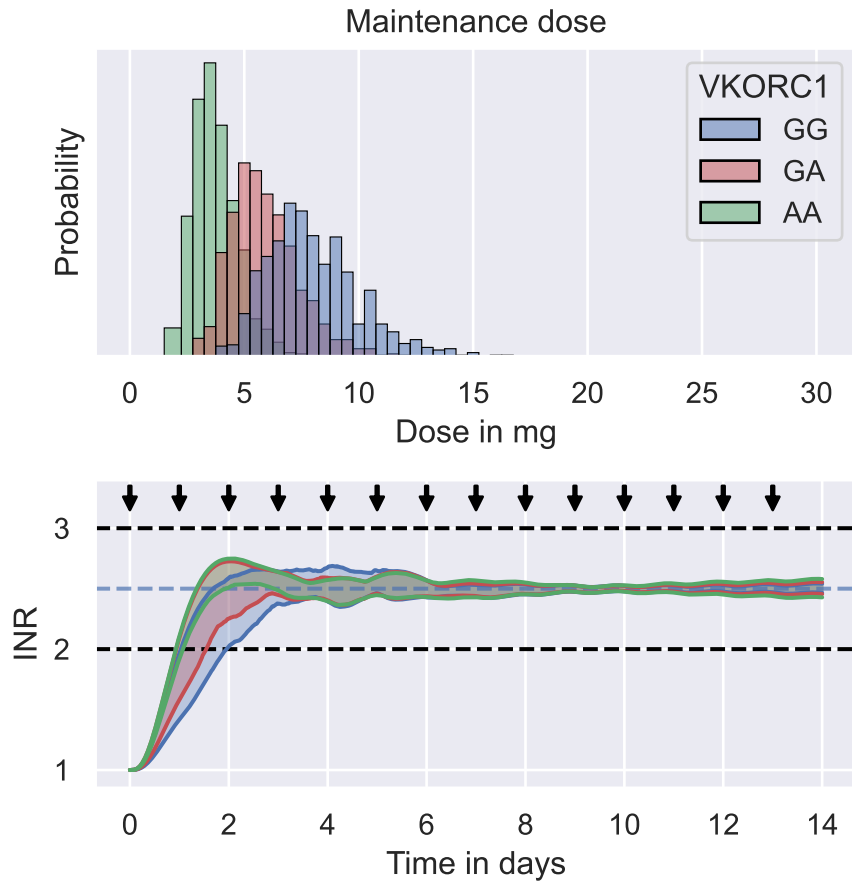 Maintenance dose
Probability
VKORC1
GG
GA
AA
0 5 10 15 20 25 30
Dose in mg
INR
3
2
1
0 2 4 6 8 10 12 14
Time in days